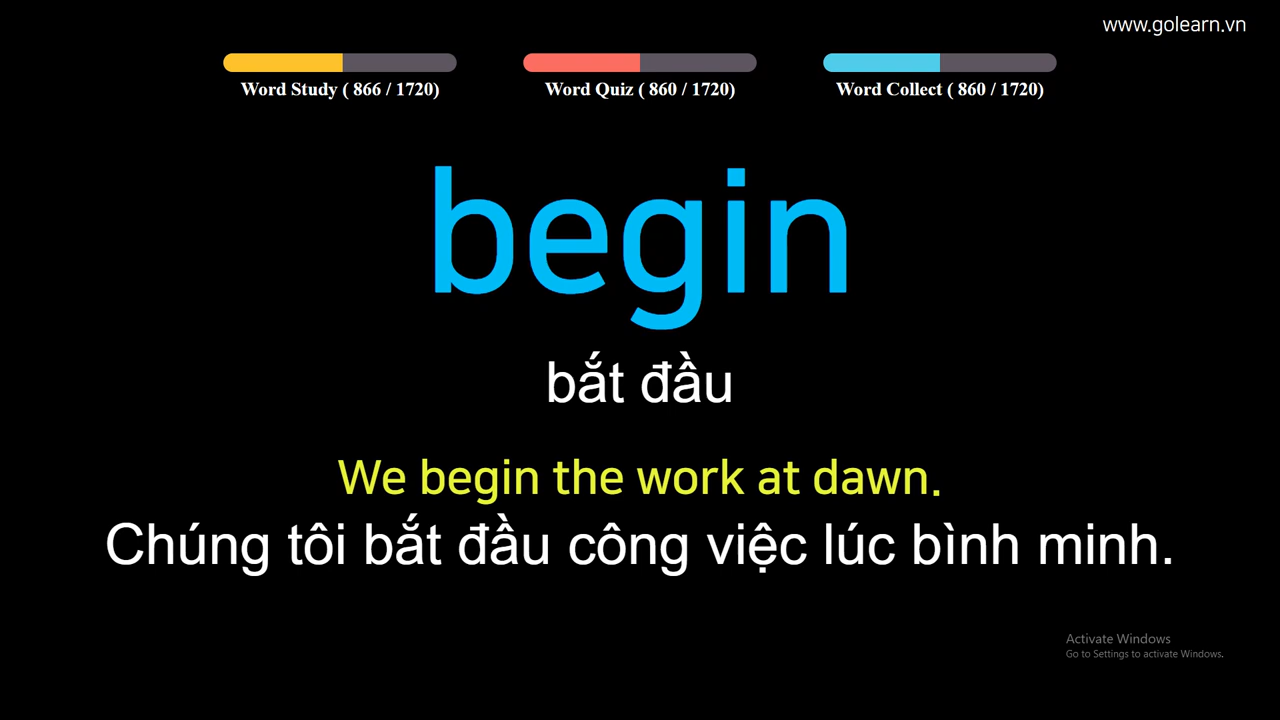 www.golearn.vn
Word Study ( 866 / 1720)
Word Quiz ( 860 / 1720)
Word Collect ( 860 / 1720)
begin
bắt đầu
We begin the work at dawn.
Chúng tôi bắt đầu công việc lúc bình minh.
Activate Windows
Go to Settings to activate Windows.